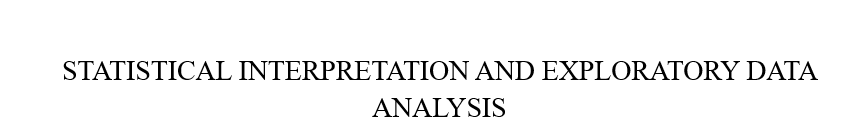 STATISTICAL INTERPRETATION AND EXPLORATORY DATA
ANALYSIS